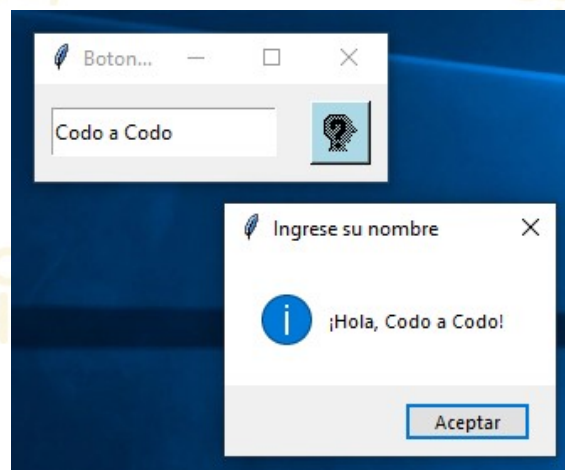 Boton...
Codo a Codo
?
Ingrese su nombre
i
¡Hola, Codo a Codo!
Aceptar